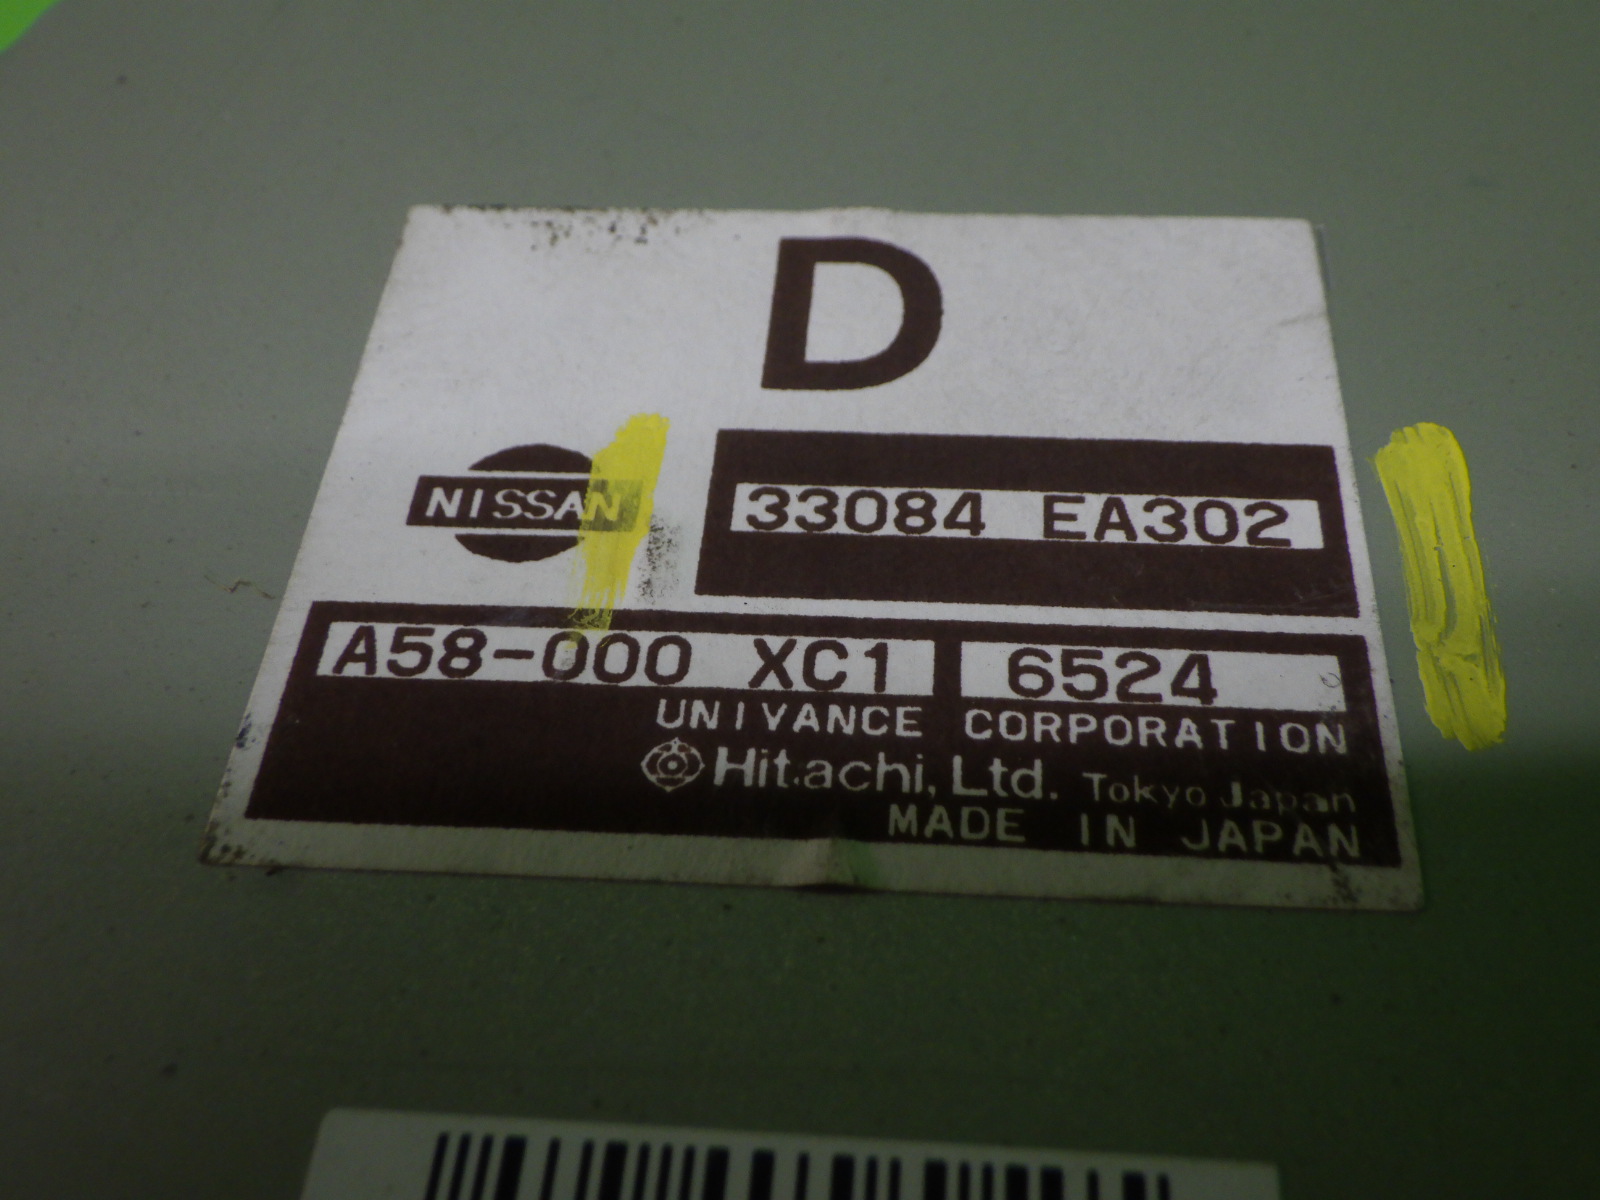 D
NISSAN
33084 EA302
A58-000 XC1 6524
UNIVANCE CORPORATION
Hitachi, Ltd. Tokyo Japan
MADE IN JAPAN